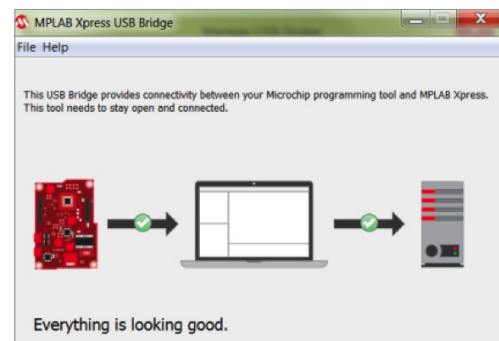 MPLAB Xpress USB Bridge
File Help
This USB Bridge provides connectivity between your Microchip programming tool and MPLAB Xpress.
This tool needs to stay open and connected.
Everything is looking good.